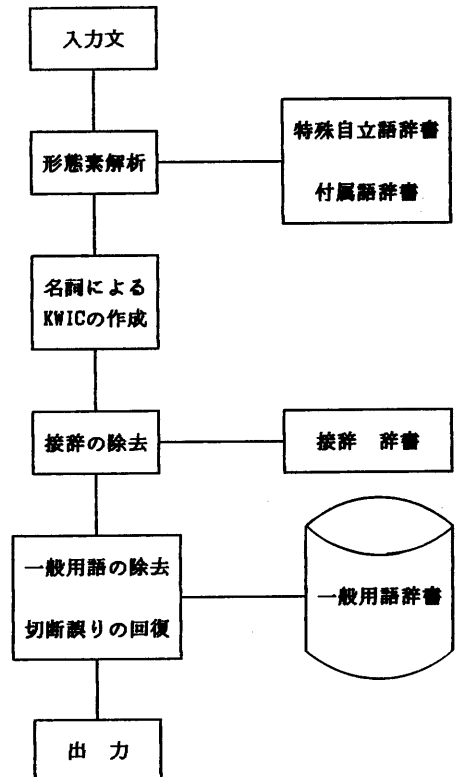 入力文
形態素解析
特殊自立語辞書
付属語辞書
名詞による
KWICの作成
接辞の除去
接辞 辞書
一般用語の除去
切断誤りの回復
一般用語辞書
出 力